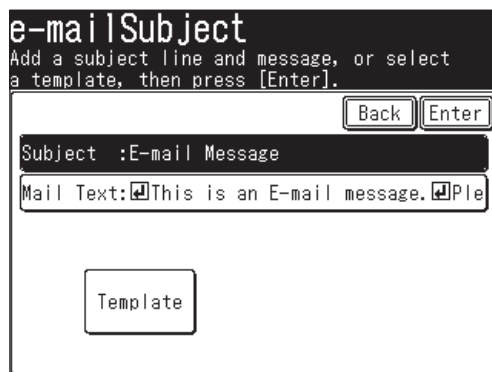 e-mailSubject
Add a subject line and message, or select
a template, then press [Enter].
Back Enter
Subject :E-mail Message
Mail Text:↵This is an E-mail message.↵Ple
Template